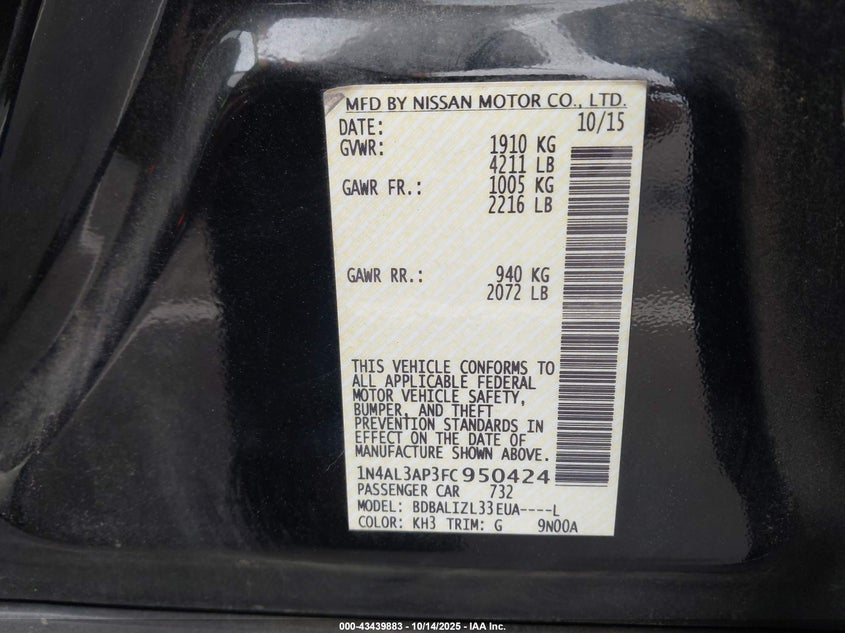 MFD BY NISSAN MOTOR CO., LTD.
DATE: 10/15
GVWR: 1910 KG
4211 LB
GAWR FR.: 1005 KG
2216 LB
GAWR RR.: 940 KG
2072 LB
THIS VEHICLE CONFORMS TO
ALL APPLICABLE FEDERAL
MOTOR VEHICLE SAFETY,
BUMPER, AND THEFT
PREVENTION STANDARDS IN
EFFECT ON THE DATE OF
MANUFACTURE SHOWN ABOVE.
1N4AL3AP3FC950424
PASSENGER CAR 732
MODEL: BDBALIZL33EUA----L
COLOR: KH3 TRIM: G 9N00A
000-43439883 - 10/14/2025 - IAA Inc.